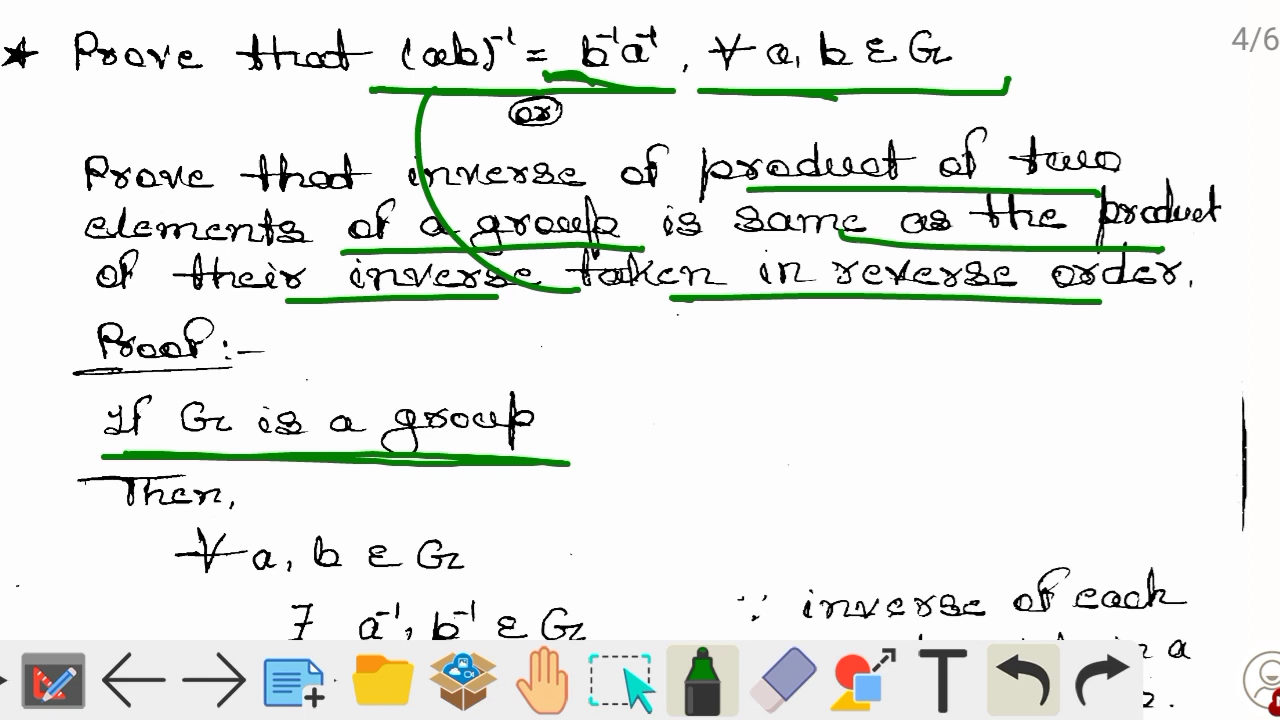 ★ Prove that (ab)⁻¹ = b⁻¹a⁻¹, ∀ a, b ∈ G
4/6
(or)
Prove that inverse of product of two
elements of a group is same as the product
of their inverse taken in reverse order.
Proof :-
If G is a group
Then,
∀ a, b ∈ G
∃ a⁻¹, b⁻¹ ∈ G ∵ inverse of each
a
T